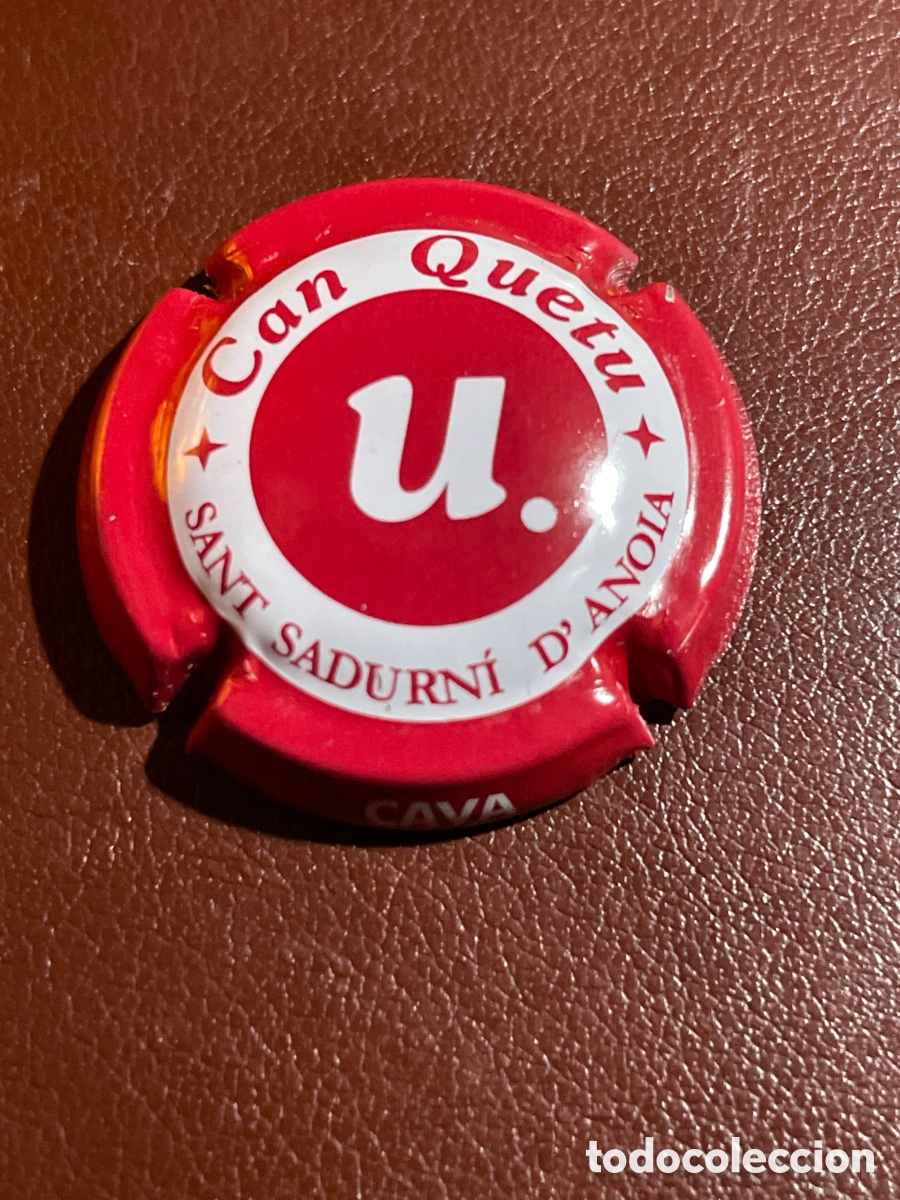 Can Quetu
u.
SANT SADURNÍ D'ANOIA
CAVA
todocoleccion